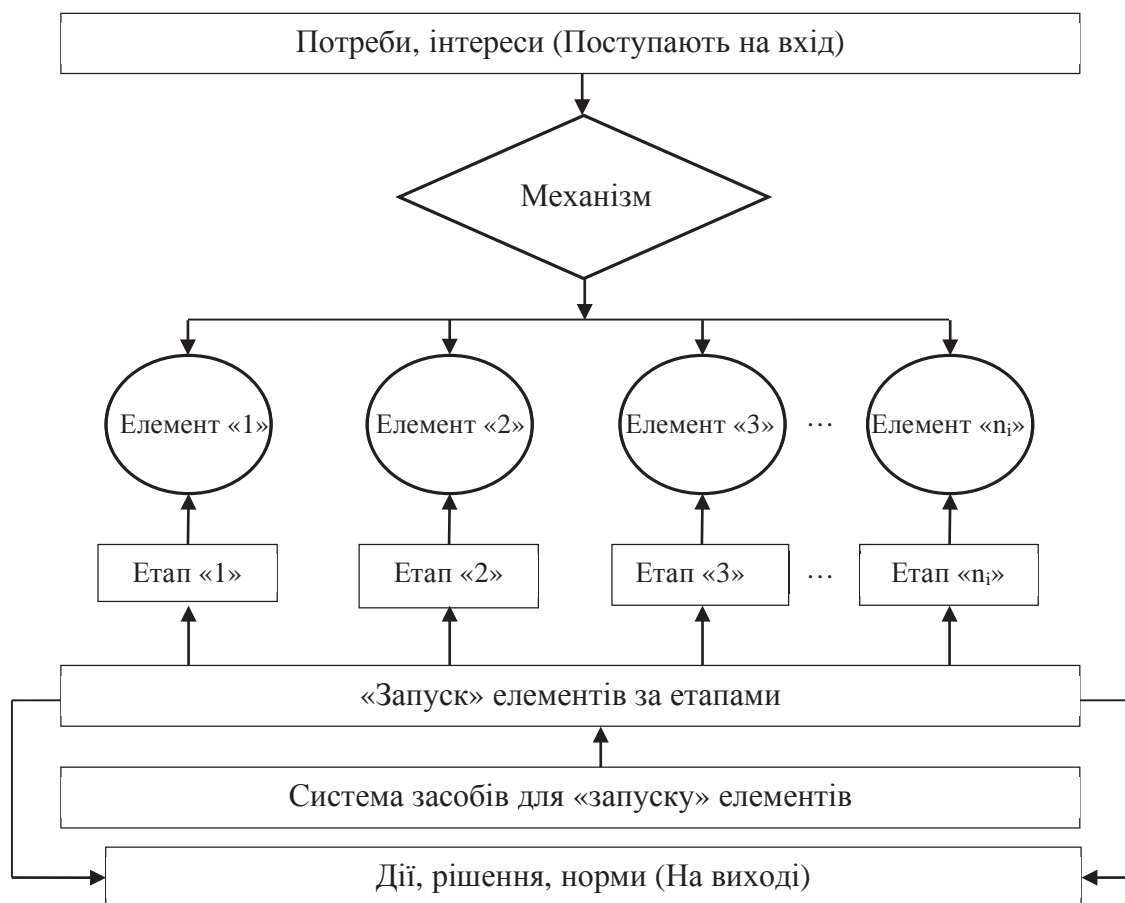 Потреби, інтереси (Поступають на вхід)
Механізм
Елемент «1» Елемент «2» Елемент «3» … Елемент «nᵢ»
Етап «1» Етап «2» Етап «3» … Етап «nᵢ»
«Запуск» елементів за етапами
Система засобів для «запуску» елементів
Дії, рішення, норми (На виході)